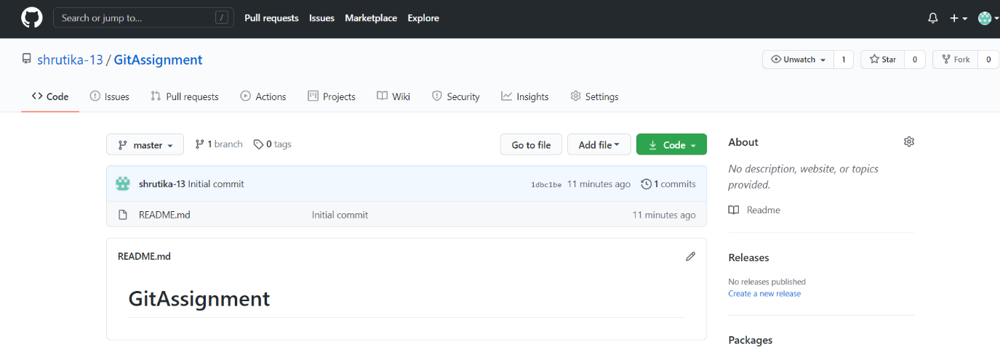 Search or jump to... /
Pull requests Issues Marketplace Explore
shrutika-13 / GitAssignment
Unwatch 1 Star 0 Fork 0
Code Issues Pull requests Actions Projects Wiki Security Insights Settings
master 1 branch 0 tags Go to file Add file Code
shrutika-13 Initial commit 1dbc1be 11 minutes ago 1 commits
README.md Initial commit 11 minutes ago
README.md
GitAssignment
About
No description, website, or topics
provided.
Readme
Releases
No releases published
Create a new release
Packages